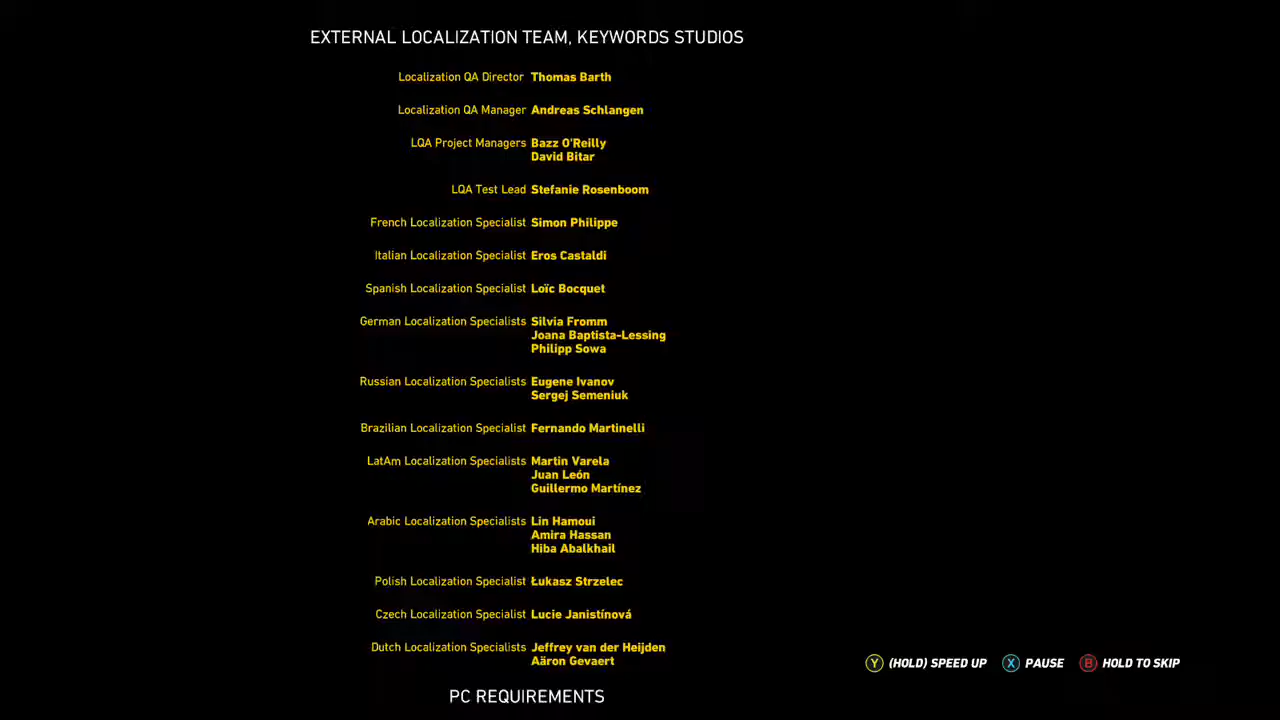 EXTERNAL LOCALIZATION TEAM, KEYWORDS STUDIOS
Localization QA Director Thomas Barth
Localization QA Manager Andreas Schlangen
LQA Project Managers Bazz O'Reilly
David Bitar
LQA Test Lead Stefanie Rosenboom
French Localization Specialist Simon Philippe
Italian Localization Specialist Eros Castaldi
Spanish Localization Specialist Loïc Bocquet
German Localization Specialists Silvia Fromm
Joana Baptista-Lessing
Philipp Sowa
Russian Localization Specialists Eugene Ivanov
Sergej Semeniuk
Brazilian Localization Specialist Fernando Martinelli
LatAm Localization Specialists Martin Varela
Juan León
Guillermo Martínez
Arabic Localization Specialists Lin Hamoui
Amira Hassan
Hiba Abalkhail
Polish Localization Specialist Łukasz Strzelec
Czech Localization Specialist Lucie Janistínová
Dutch Localization Specialists Jeffrey van der Heijden
Aäron Gevaert
Y (HOLD) SPEED UP X PAUSE B HOLD TO SKIP
PC REQUIREMENTS